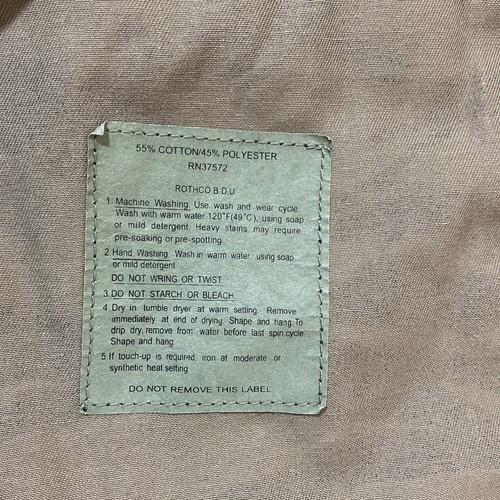 55% COTTON/45% POLYESTER
RN37572
ROTHCO B.D.U
1. Machine Washing. Use wash and wear cycle.
Wash with warm water 120°F(49°C), using soap
or mild detergent. Heavy stains may require
pre-soaking or pre-spotting.
2. Hand Washing. Wash in warm water, using soap
or mild detergent.
DO NOT WRING OR TWIST.
3. DO NOT STARCH OR BLEACH.
4. Dry in tumble dryer at warm setting. Remove
immediately at end of drying. Shape and hang. To
drip dry, remove from water before last spin cycle.
Shape and hang
5. If touch-up is required, iron at moderate or
synthetic heat setting
DO NOT REMOVE THIS LABEL